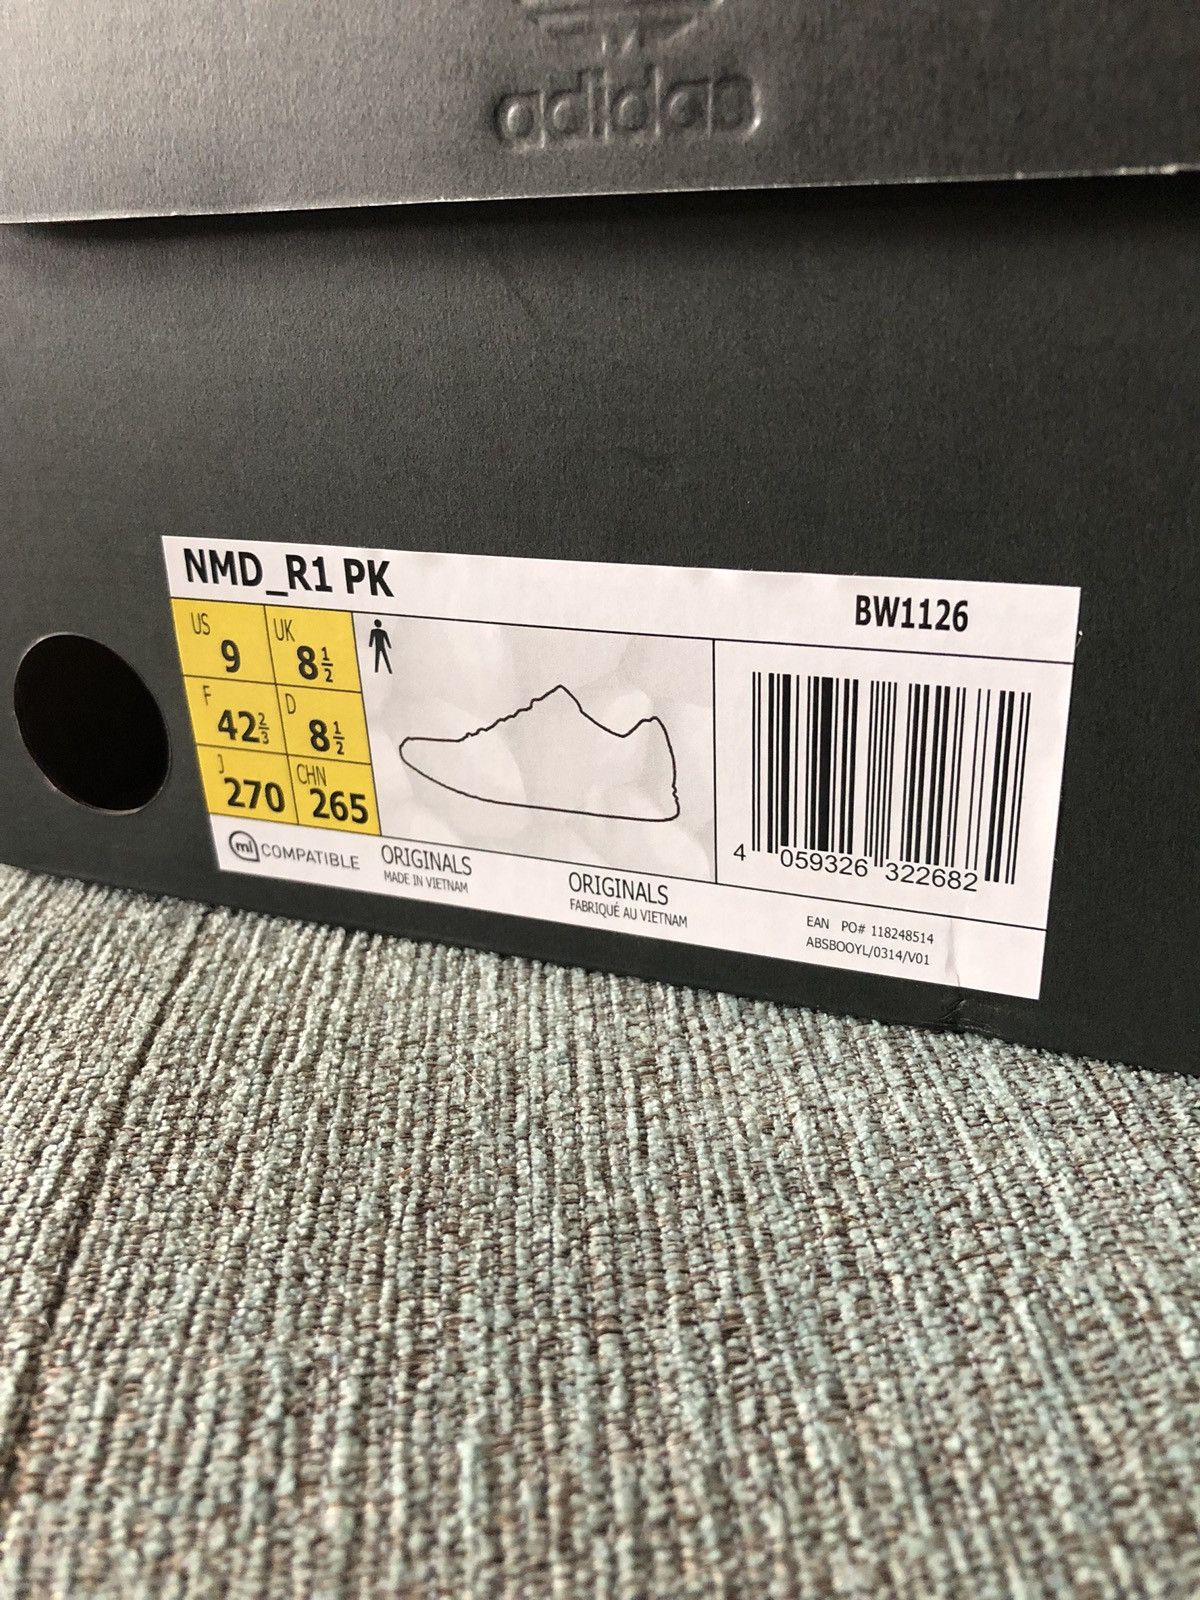 adidas
NMD_R1 PK
BW1126
US 9 UK 8½
F 42⅔ D 8½
J 270 CHN 265
mi COMPATIBLE
ORIGINALS
MADE IN VIETNAM
ORIGINALS
FABRIQUÉ AU VIETNAM
4 059326 322682
EAN PO# 118248514
ABSBOOYL/0314/V01